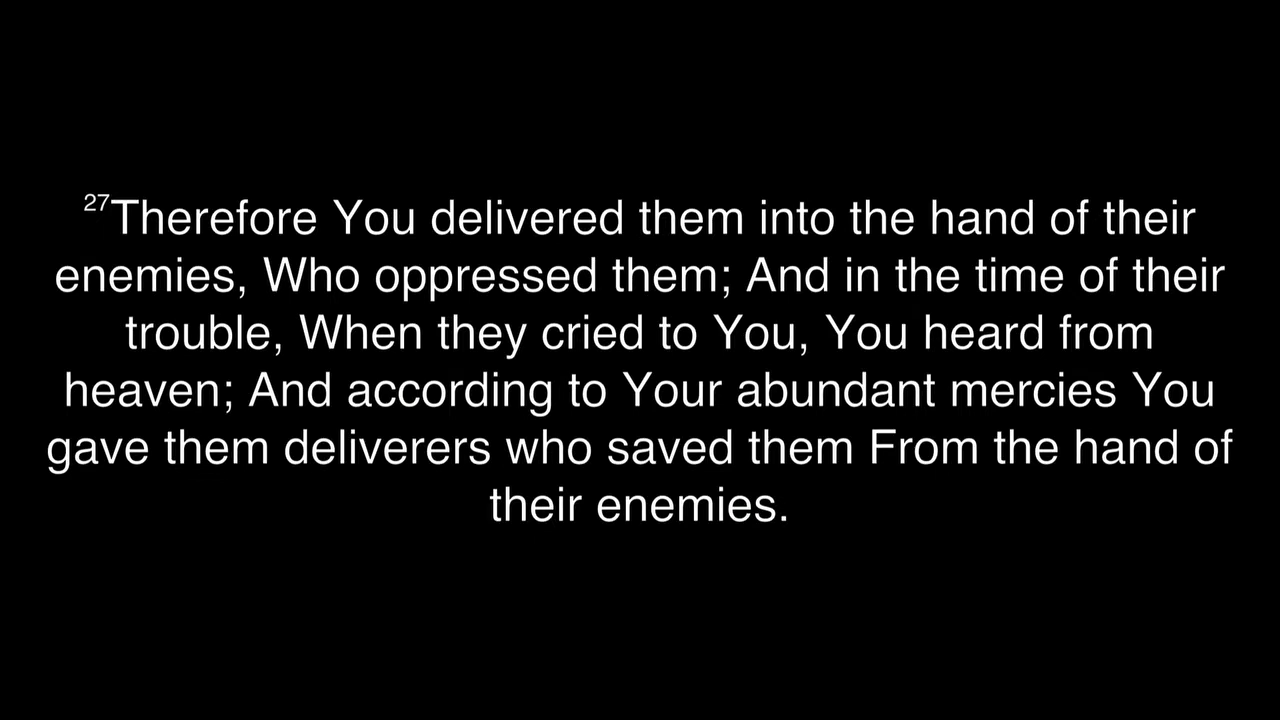 27Therefore You delivered them into the hand of their
enemies, Who oppressed them; And in the time of their
trouble, When they cried to You, You heard from
heaven; And according to Your abundant mercies You
gave them deliverers who saved them From the hand of
their enemies.